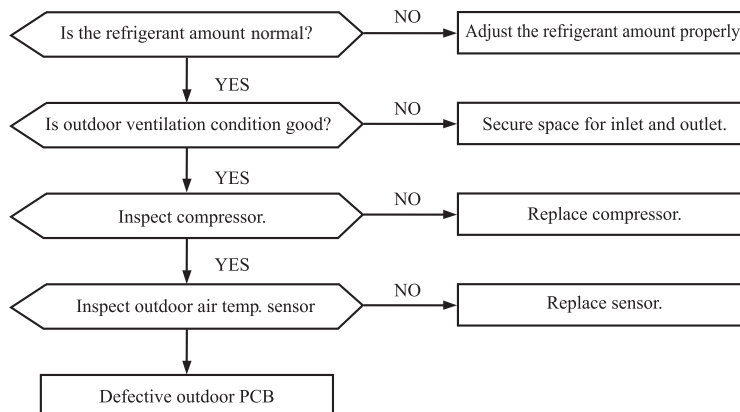 Is the refrigerant amount normal?
NO
Adjust the refrigerant amount properly
YES
Is outdoor ventilation condition good?
NO
Secure space for inlet and outlet.
YES
Inspect compressor.
NO
Replace compressor.
YES
Inspect outdoor air temp. sensor
NO
Replace sensor.
Defective outdoor PCB